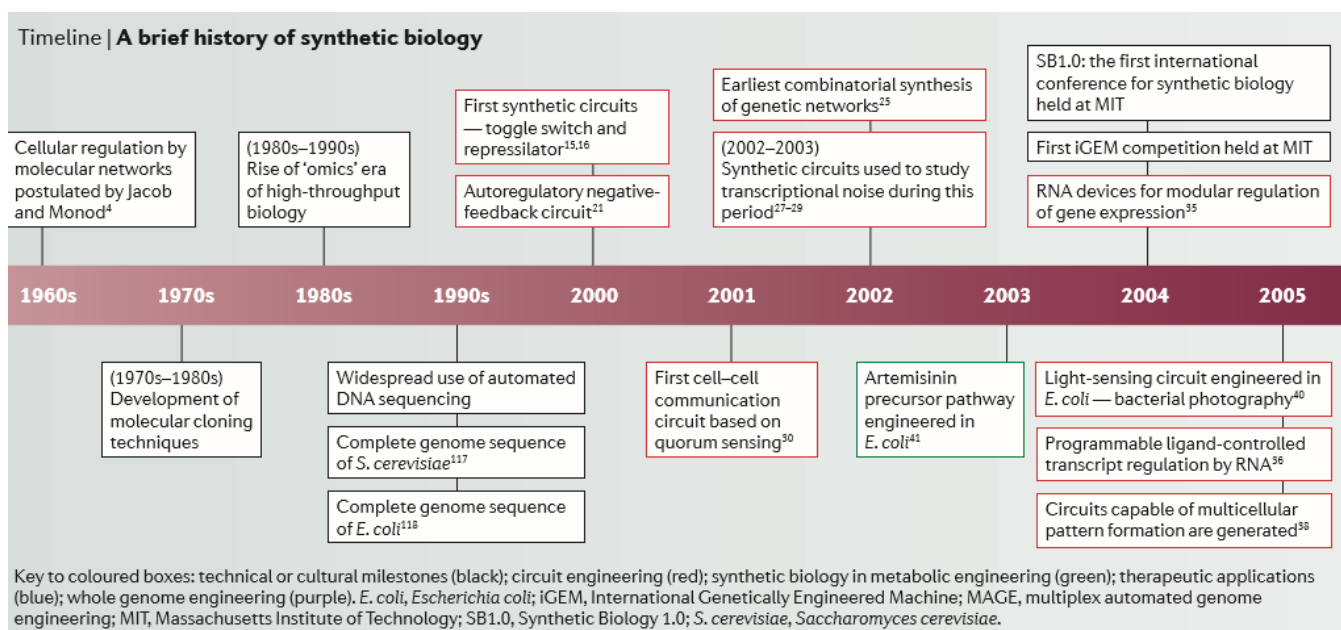 Timeline | A brief history of synthetic biology
Cellular regulation by
molecular networks
postulated by Jacob
and Monod⁴
(1980s–1990s)
Rise of ‘omics’ era
of high-throughput
biology
First synthetic circuits
— toggle switch and
repressilator¹⁵,¹⁶
Autoregulatory negative-
feedback circuit²¹
Earliest combinatorial synthesis
of genetic networks²⁵
(2002–2003)
Synthetic circuits used to study
transcriptional noise during this
period²⁷⁻²⁹
SB1.0: the first international
conference for synthetic biology
held at MIT
First iGEM competition held at MIT
RNA devices for modular regulation
of gene expression³⁵
1960s 1970s 1980s 1990s 2000 2001 2002 2003 2004 2005
(1970s–1980s)
Development of
molecular cloning
techniques
Widespread use of automated
DNA sequencing
Complete genome sequence
of S. cerevisiae¹¹⁷
Complete genome sequence
of E. coli¹¹⁸
First cell–cell
communication
circuit based on
quorum sensing³⁰
Artemisinin
precursor pathway
engineered in
E. coli⁴¹
Light-sensing circuit engineered in
E. coli — bacterial photography⁴⁰
Programmable ligand-controlled
transcript regulation by RNA³⁶
Circuits capable of multicellular
pattern formation are generated³⁸
Key to coloured boxes: technical or cultural milestones (black); circuit engineering (red); synthetic biology in metabolic engineering (green); therapeutic applications
(blue); whole genome engineering (purple). E. coli, Escherichia coli; iGEM, International Genetically Engineered Machine; MAGE, multiplex automated genome
engineering; MIT, Massachusetts Institute of Technology; SB1.0, Synthetic Biology 1.0; S. cerevisiae, Saccharomyces cerevisiae.